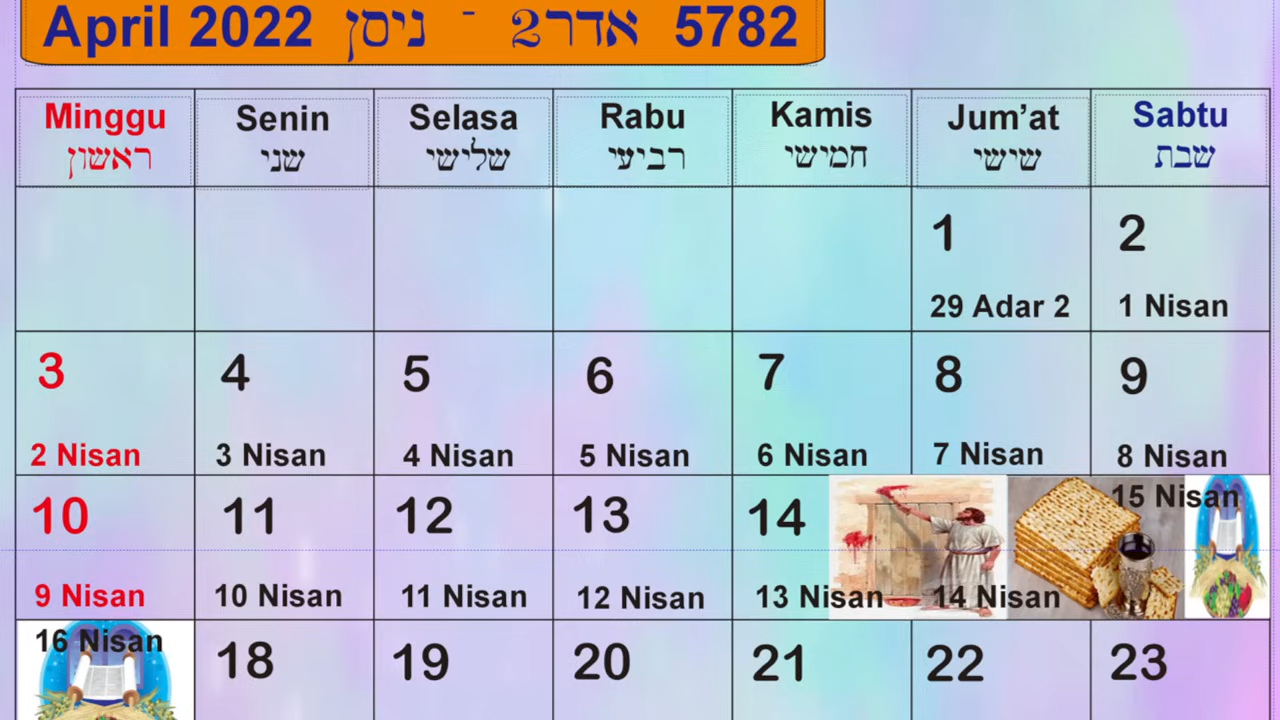 April 2022 ניסן - אדר2 5782
Minggu Senin Selasa Rabu Kamis Jum’at Sabtu
ראשון שני שלישי רביעי חמישי שישי שבת
1 2
29 Adar 2 1 Nisan
3 4 5 6 7 8 9
2 Nisan 3 Nisan 4 Nisan 5 Nisan 6 Nisan 7 Nisan 8 Nisan
15 Nisan
10 11 12 13 14
9 Nisan 10 Nisan 11 Nisan 12 Nisan 13 Nisan 14 Nisan
16 Nisan
18 19 20 21 22 23